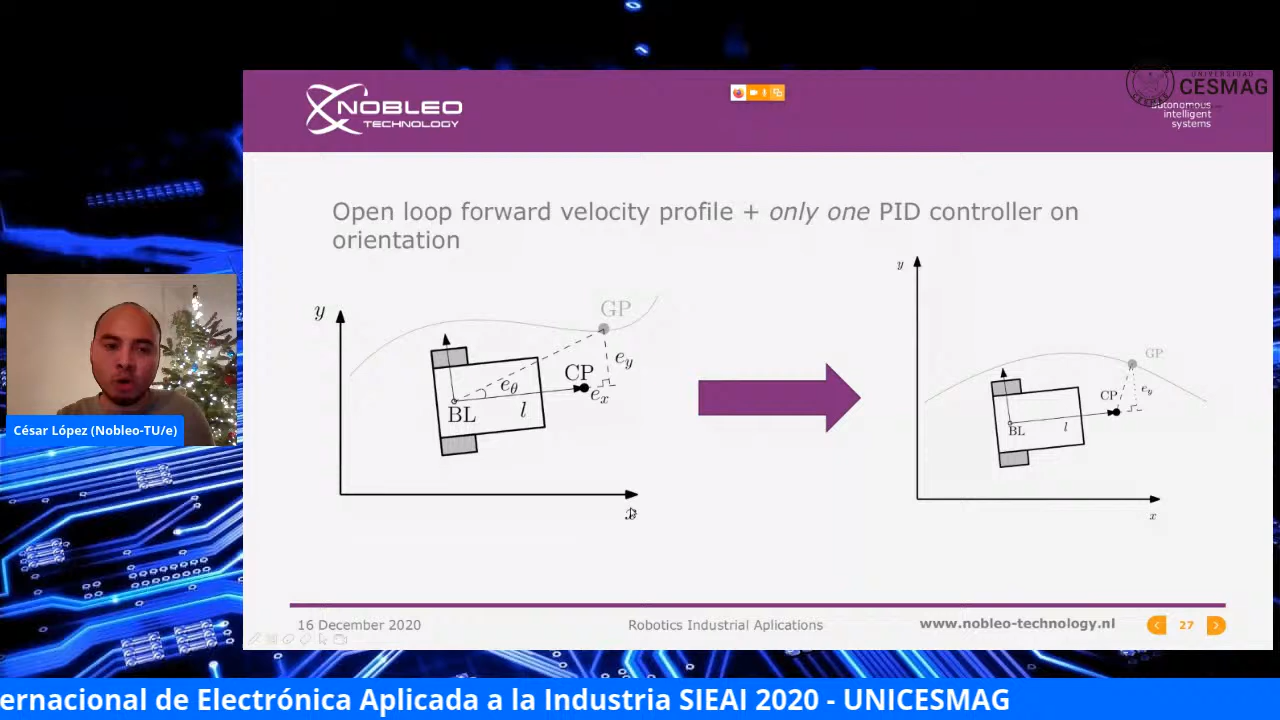 NOBLEO
TECHNOLOGY
UNIVERSIDAD
CESMAG
autonomous
intelligent
systems
Open loop forward velocity profile + only one PID controller on
orientation
y
GP
e_y
CP
e_θ
e_x
BL
l
x
y
GP
CP
e_y
BL
l
x
César López (Nobleo-TU/e)
16 December 2020
Robotics Industrial Aplications
www.nobleo-technology.nl
27
ernacional de Electrónica Aplicada a la Industria SIEAI 2020 - UNICESMAG